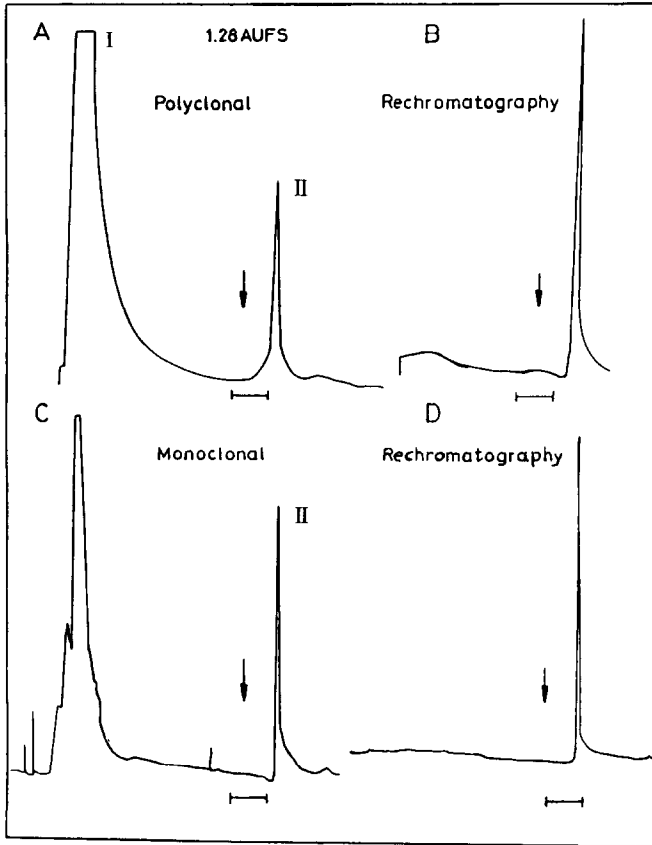 A
I
1.28 AUFS
B
Polyclonal
Rechromatography
II
C
D
Monoclonal
Rechromatography
II